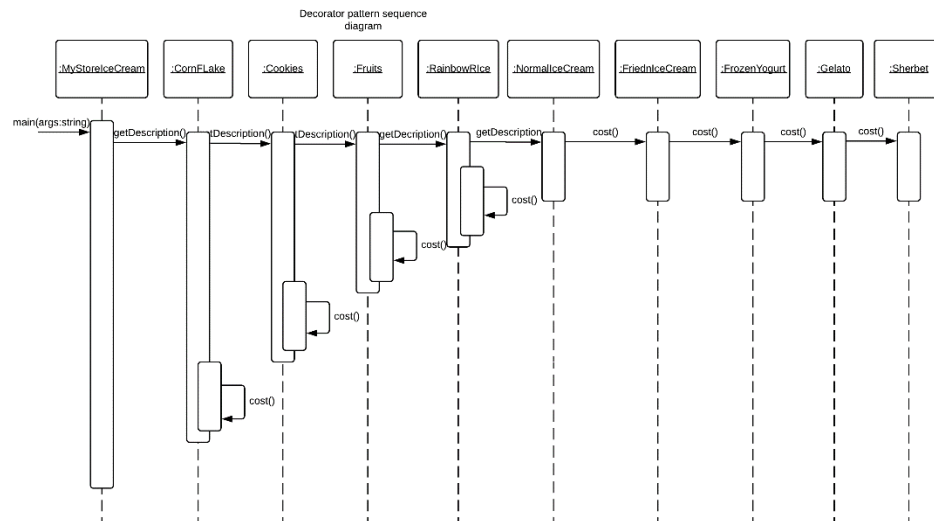 Decorator pattern sequence
diagram
:MyStoreIceCream
:CornFLake
:Cookies
:Fruits
:RainbowRIce
:NormalIceCream
:FriednIceCream
:FrozenYogurt
:Gelato
:Sherbet
main(args:string)
getDescription()
tDescription()
tDescription()
getDecription()
getDescription
cost()
cost()
cost()
cost()
cost()
cost()
cost()
cost()